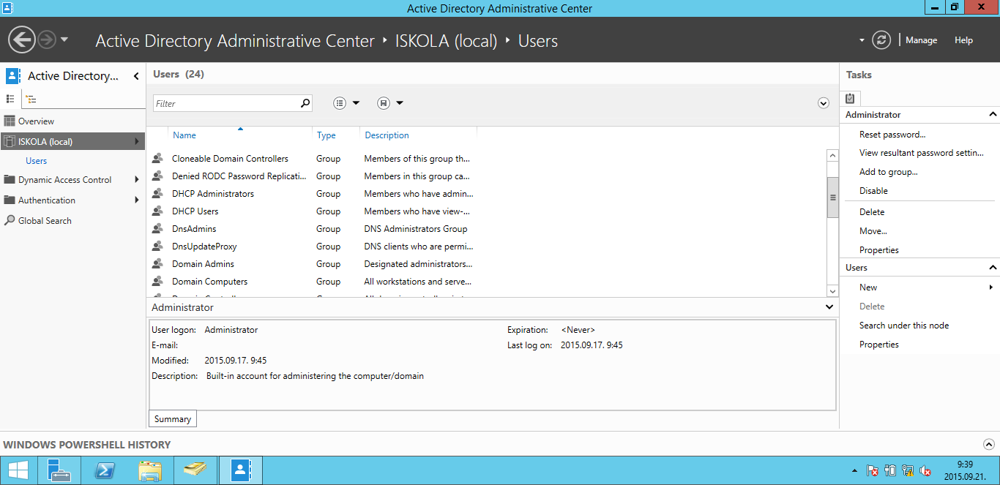 Active Directory Administrative Center
Active Directory Administrative Center ‣ ISKOLA (local) ‣ Users
Manage
Help
Active Directory...
Overview
ISKOLA (local)
Users
Dynamic Access Control
Authentication
Global Search
Users (24)
Filter
Name Type Description
Cloneable Domain Controllers Group Members of this group th...
Denied RODC Password Replicati... Group Members in this group ca...
DHCP Administrators Group Members who have admin...
DHCP Users Group Members who have view-...
DnsAdmins Group DNS Administrators Group
DnsUpdateProxy Group DNS clients who are permi...
Domain Admins Group Designated administrators...
Domain Computers Group All workstations and serve...
Administrator
User logon: Administrator Expiration: <Never>
E-mail: Last log on: 2015.09.17. 9:45
Modified: 2015.09.17. 9:45
Description: Built-in account for administering the computer/domain
Summary
Tasks
Administrator
Reset password...
View resultant password settin...
Add to group...
Disable
Delete
Move...
Properties
Users
New
Delete
Search under this node
Properties
WINDOWS POWERSHELL HISTORY
9:39
2015.09.21.